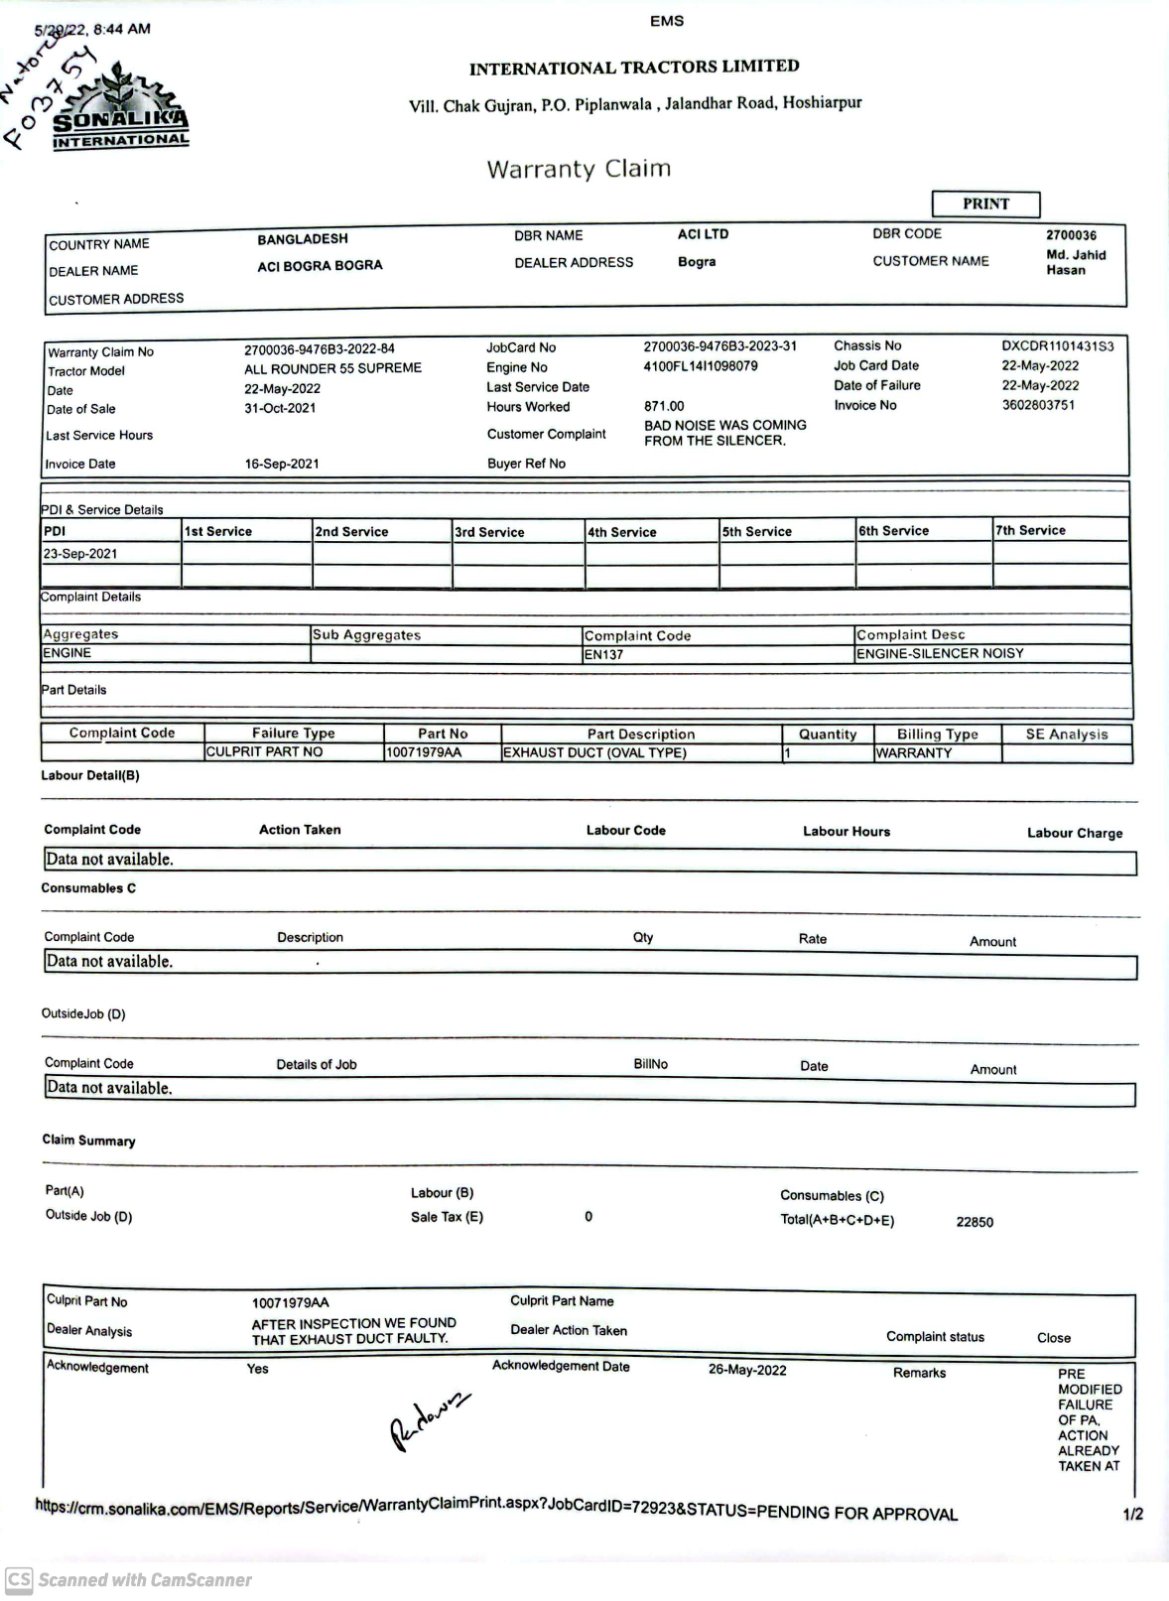 5/29/22, 8:44 AM
EMS
Natore
F03754
SONALIKA
INTERNATIONAL
INTERNATIONAL TRACTORS LIMITED
Vill. Chak Gujran, P.O. Piplanwala , Jalandhar Road, Hoshiarpur
Warranty Claim
PRINT
COUNTRY NAME BANGLADESH DBR NAME ACI LTD DBR CODE 2700036
DEALER NAME ACI BOGRA BOGRA DEALER ADDRESS Bogra CUSTOMER NAME Md. Jahid
Hasan
CUSTOMER ADDRESS
Warranty Claim No 2700036-9476B3-2022-84 JobCard No 2700036-9476B3-2023-31 Chassis No DXCDR1101431S3
Tractor Model ALL ROUNDER 55 SUPREME Engine No 4100FL14I1098079 Job Card Date 22-May-2022
Date 22-May-2022 Last Service Date Date of Failure 22-May-2022
Date of Sale 31-Oct-2021 Hours Worked 871.00 Invoice No 3602803751
Last Service Hours Customer Complaint BAD NOISE WAS COMING
FROM THE SILENCER.
Invoice Date 16-Sep-2021 Buyer Ref No
PDI & Service Details
PDI 1st Service 2nd Service 3rd Service 4th Service 5th Service 6th Service 7th Service
23-Sep-2021
Complaint Details
Aggregates Sub Aggregates Complaint Code Complaint Desc
ENGINE EN137 ENGINE-SILENCER NOISY
Part Details
Complaint Code Failure Type Part No Part Description Quantity Billing Type SE Analysis
CULPRIT PART NO 10071979AA EXHAUST DUCT (OVAL TYPE) 1 WARRANTY
Labour Detail(B)
Complaint Code Action Taken Labour Code Labour Hours Labour Charge
Data not available.
Consumables C
Complaint Code Description Qty Rate Amount
Data not available.
OutsideJob (D)
Complaint Code Details of Job BillNo Date Amount
Data not available.
Claim Summary
Part(A) Labour (B) Consumables (C)
Outside Job (D) Sale Tax (E) 0 Total(A+B+C+D+E) 22850
Culprit Part No 10071979AA Culprit Part Name
Dealer Analysis AFTER INSPECTION WE FOUND
THAT EXHAUST DUCT FAULTY. Dealer Action Taken Complaint status Close
Acknowledgement Yes Acknowledgement Date 26-May-2022 Remarks PRE
MODIFIED
FAILURE
OF PA,
ACTION
ALREADY
TAKEN AT
https://crm.sonalika.com/EMS/Reports/Service/WarrantyClaimPrint.aspx?JobCardID=72923&STATUS=PENDING FOR APPROVAL 1/2
CS Scanned with CamScanner